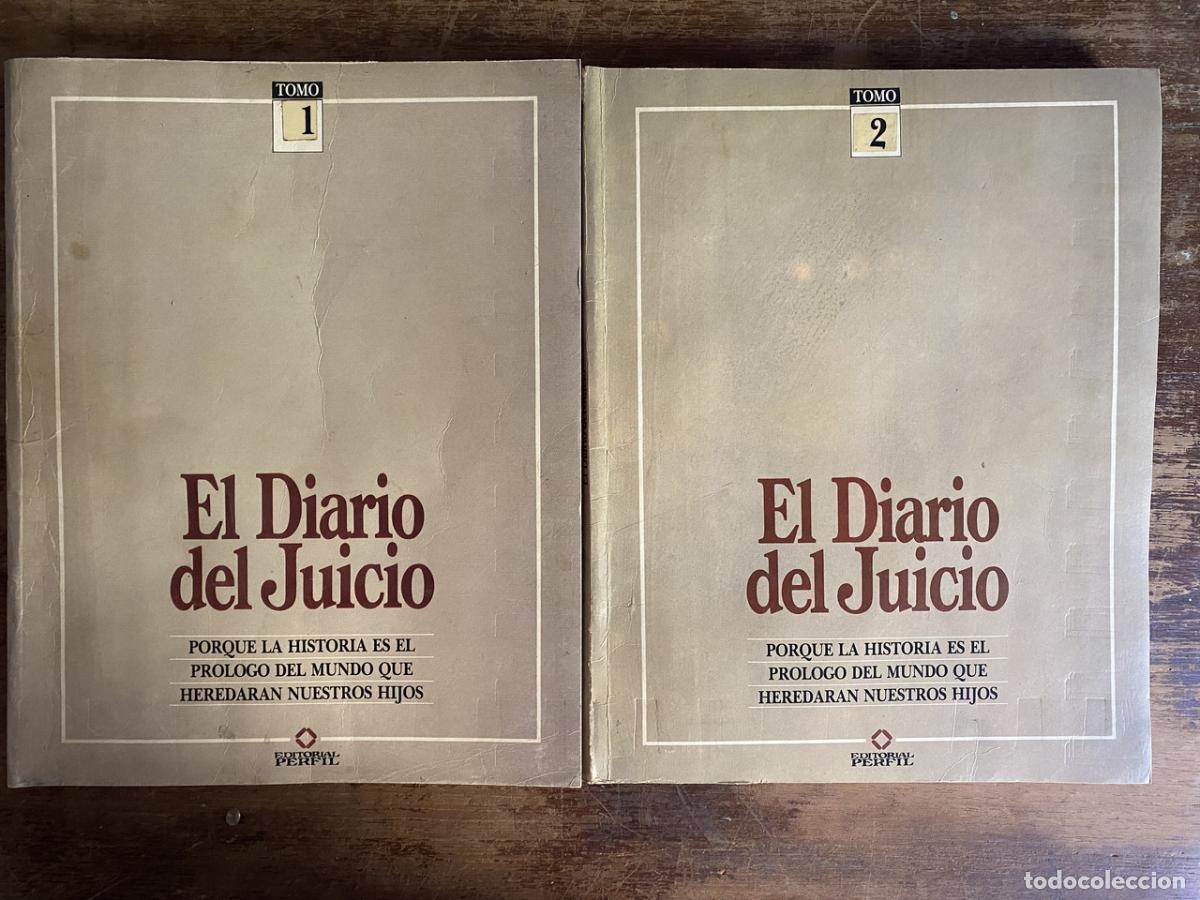 TOMO
1
El Diario
del Juicio
PORQUE LA HISTORIA ES EL
PROLOGO DEL MUNDO QUE
HEREDARAN NUESTROS HIJOS
EDITORIAL
PERFIL
TOMO
2
El Diario
del Juicio
PORQUE LA HISTORIA ES EL
PROLOGO DEL MUNDO QUE
HEREDARAN NUESTROS HIJOS
EDITORIAL
PERFIL
todocoleccion